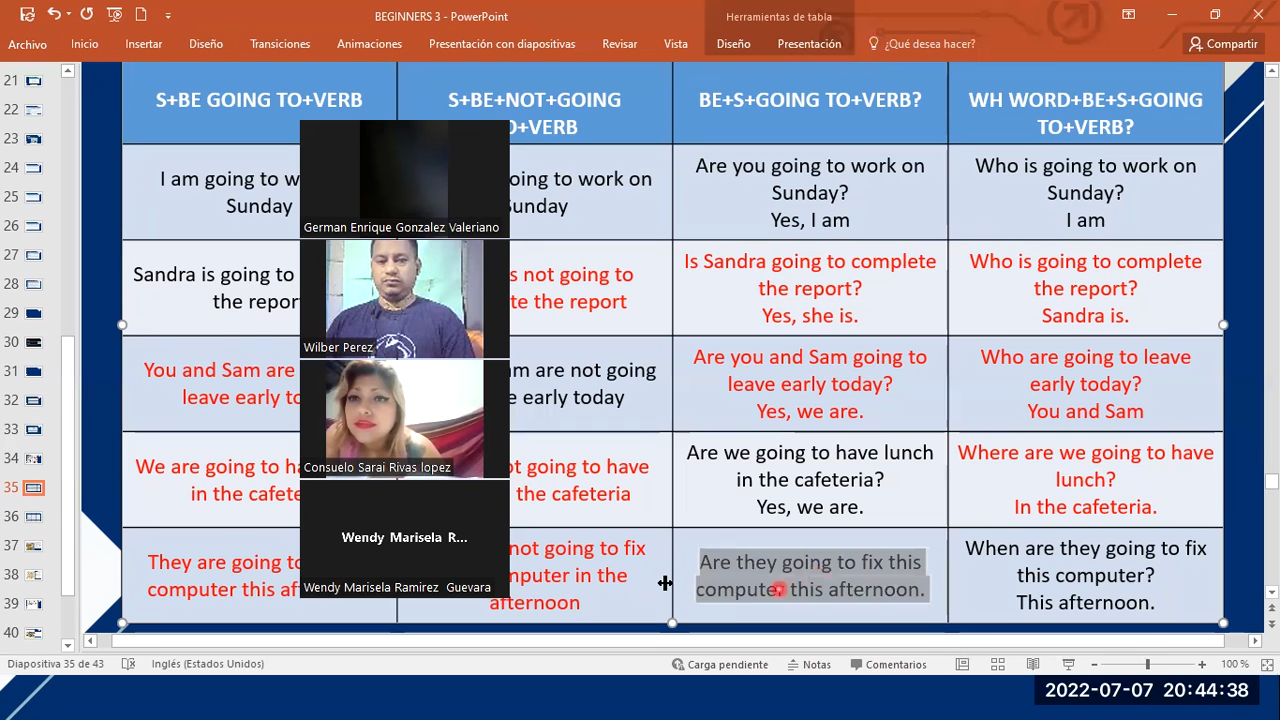 BEGINNERS 3 - PowerPoint
Herramientas de tabla
Archivo Inicio Insertar Diseño Transiciones Animaciones Presentación con diapositivas Revisar Vista Diseño Presentación ¿Qué desea hacer? Compartir
21
22
23
24
25
26
27
28
29
30
31
32
33
34
35
36
37
38
39
40
S+BE GOING TO+VERB
S+BE+NOT+GOING
TO+VERB
BE+S+GOING TO+VERB?
WH WORD+BE+S+GOING
TO+VERB?
I am going to
Sunday
going to work on
Sunday
Are you going to work on
Sunday?
Yes, I am
Who is going to work on
Sunday?
I am
Sandra is going to
the report
not going to
the report
Is Sandra going to complete
the report?
Yes, she is.
Who is going to complete
the report?
Sandra is.
You and Sam are
leave early
are not going
early today
Are you and Sam going to
leave early today?
Yes, we are.
Who are going to leave
early today?
You and Sam
We are going to
in the
going to have
the cafeteria
Are we going to have lunch
in the cafeteria?
Yes, we are.
Where are we going to have
lunch?
In the cafeteria.
They are going to
computer this
not going to fix
in the
afternoon
Are they going to fix this
computer this afternoon.
When are they going to fix
this computer?
This afternoon.
German Enrique Gonzalez Valeriano
Wilber Perez
Consuelo Sarai Rivas lopez
Wendy Marisela R...
Wendy Marisela Ramirez Guevara
Diapositiva 35 de 43 Inglés (Estados Unidos) Carga pendiente Notas Comentarios 100 %
2022-07-07 20:44:38